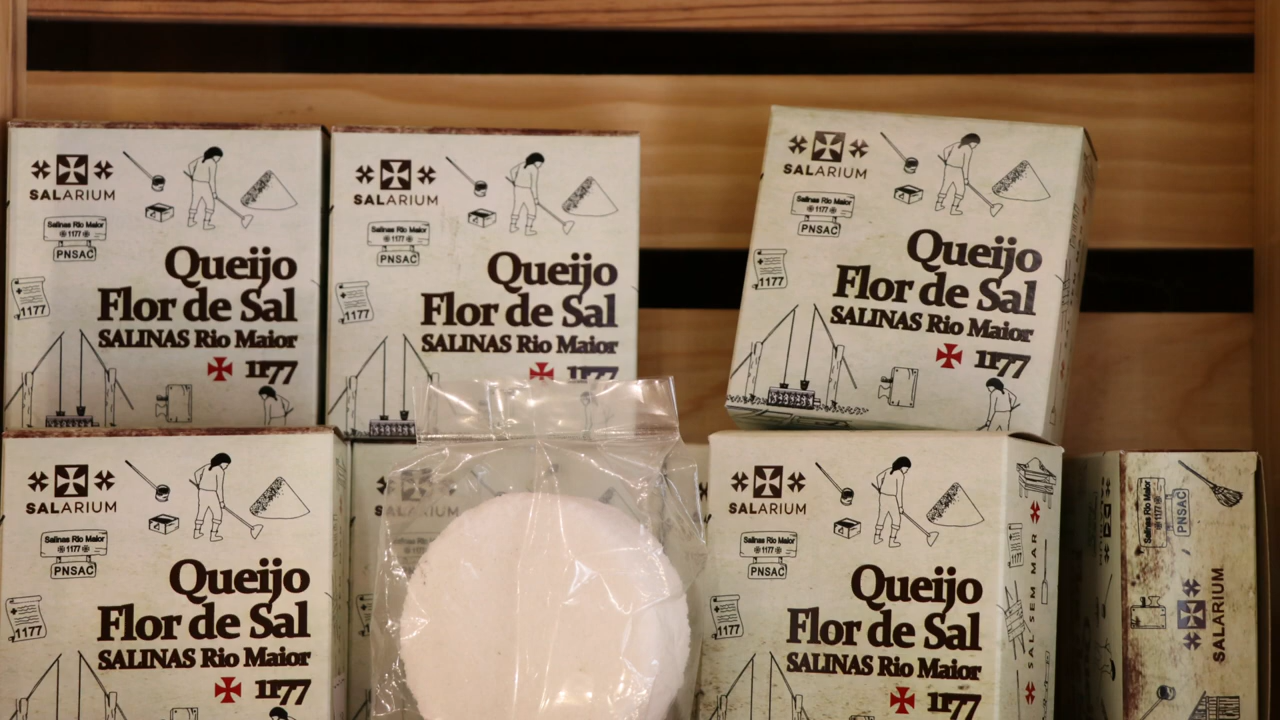 SALARIUM
Salinas Rio Maior
1177
PNSAC
1177
Queijo
Flor de Sal
SALINAS Rio Maior
1177
SALARIUM
Salinas Rio Maior
1177
PNSAC
1177
Queijo
Flor de Sal
SALINAS Rio Maior
1177
SALARIUM
Salinas Rio Maior
1177
PNSAC
1177
Queijo
Flor de Sal
SALINAS Rio Maior
1177
SALARIUM
Salinas Rio Maior
1177
PNSAC
1177
Queijo
Flor de Sal
SALINAS Rio Maior
1177
SALARIUM
SALARIUM
Salinas Rio Maior
1177
PNSAC
1177
Queijo
Flor de Sal
SALINAS Rio Maior
1177
SAL SEM MAR
Salinas Rio Maior
1177
PNSAC
SALARIUM